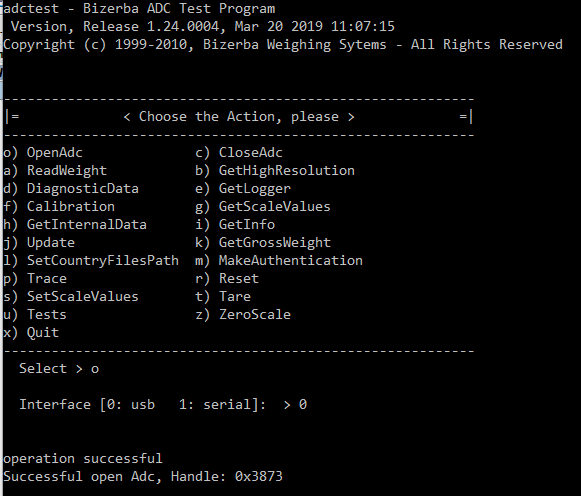 adctest - Bizerba ADC Test Program
Version, Release 1.24.0004, Mar 20 2019 11:07:15
Copyright (c) 1999-2010, Bizerba Weighing Sytems - All Rights Reserved
-----------------------------------------------------------
|=             < Choose the Action, please >             =|
-----------------------------------------------------------
o) OpenAdc              c) CloseAdc
a) ReadWeight           b) GetHighResolution
d) DiagnosticData       e) GetLogger
f) Calibration          g) GetScaleValues
h) GetInternalData      i) GetInfo
j) Update               k) GetGrossWeight
l) SetCountryFilesPath  m) MakeAuthentication
p) Trace                r) Reset
s) SetScaleValues       t) Tare
u) Tests                z) ZeroScale
x) Quit
-----------------------------------------------------------
Select > o
Interface [0: usb   1: serial]:  > 0
operation successful
Successful open Adc, Handle: 0x3873